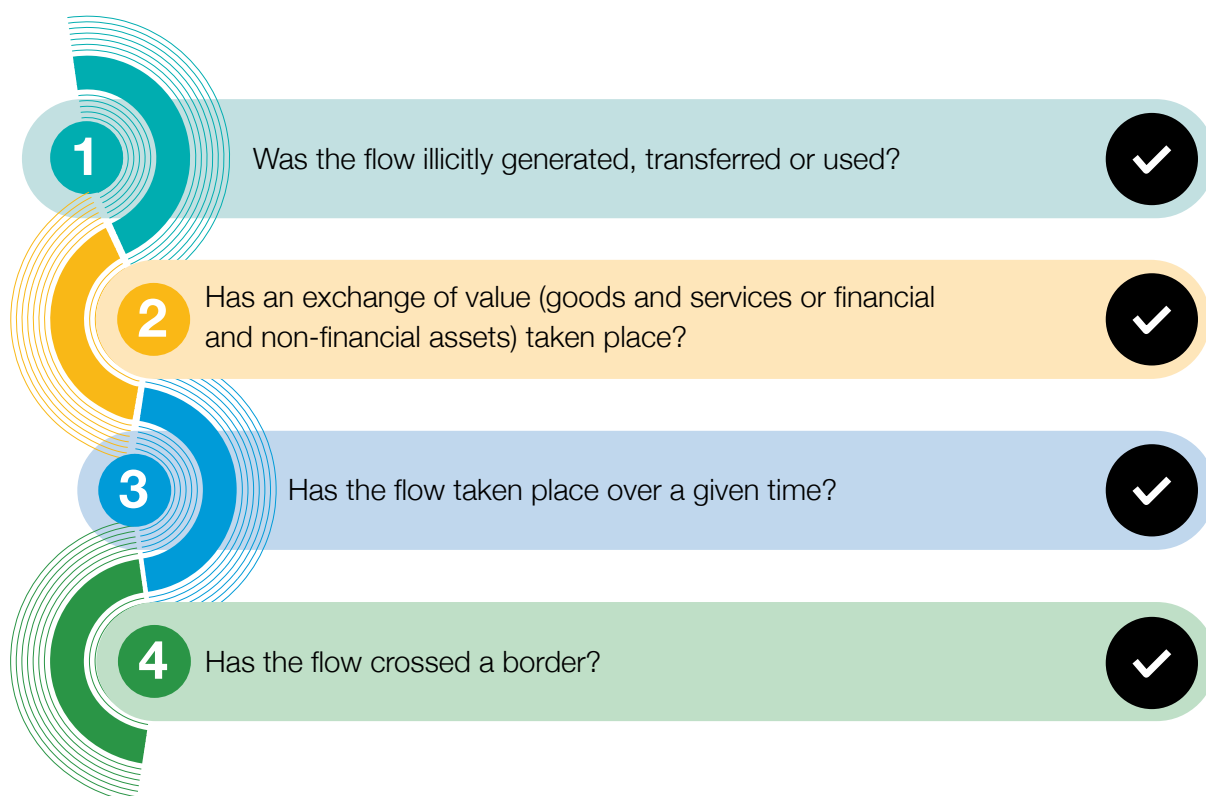 1
Was the flow illicitly generated, transferred or used?
2
Has an exchange of value (goods and services or financial
and non-financial assets) taken place?
3
Has the flow taken place over a given time?
4
Has the flow crossed a border?